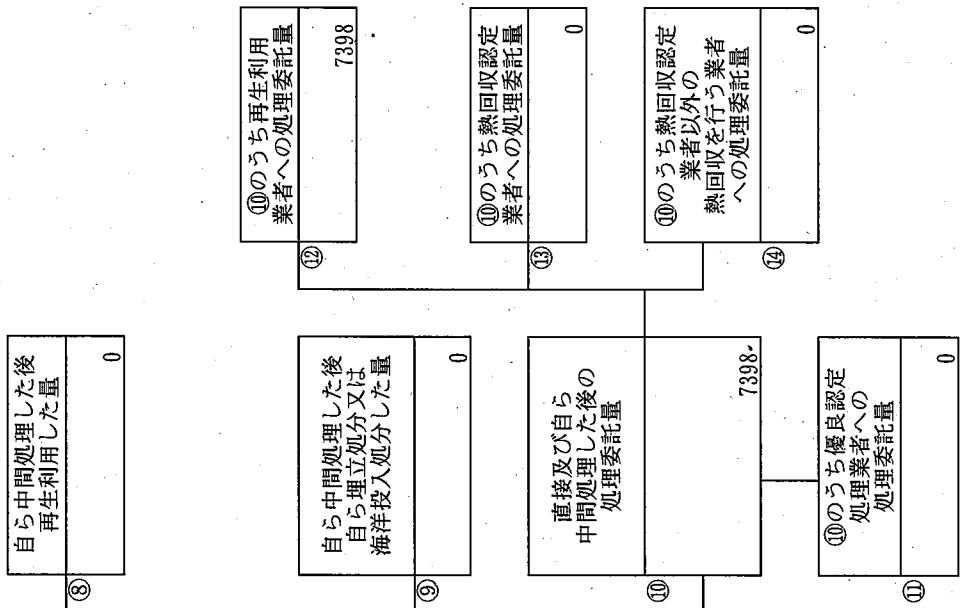 ⑧
自ら中間処理した後
再生利用した量
0
⑨
自ら中間処理した後
自ら埋立処分又は
海洋投入処分した量
0
⑩
直接及び自ら
中間処理した後の
処理委託量
7398
⑪
⑩のうち優良認定
処理業者への
処理委託量
0
⑫
⑩のうち再生利用
業者への処理委託量
7398
⑬
⑩のうち熱回収認定
業者への処理委託量
0
⑭
⑩のうち熱回収認定
業者以外の
熱回収を行う業者
への処理委託量
0